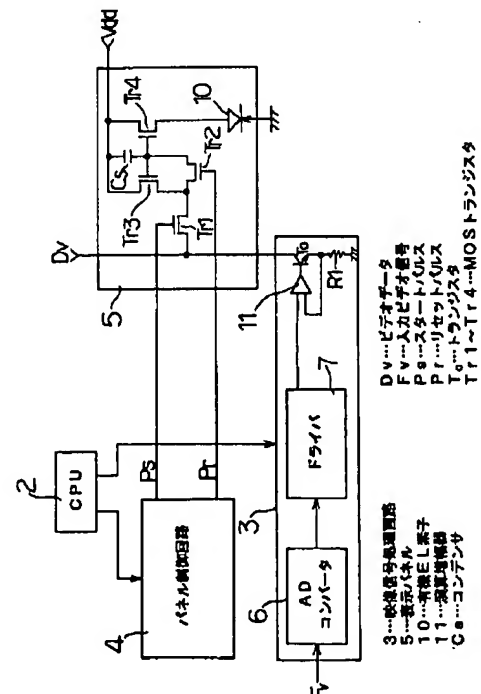 Dv
Vdd
5
Tr3
Cs
Tr4
10
Tr1
Tr2
2
CPU
Ps
Pr
4
パネル制御回路
3
6
AD
コンバータ
ドライバ
7
11
To
R1
Fv
3…映像信号処理回路
5…表示パネル
10…有機EL素子
11…演算増幅器
Cs…コンデンサ
Dv…ビデオデータ
Fv…入力ビデオ信号
Ps…スタートパルス
Pr…リセットパルス
To…トランジスタ
Tr1~Tr4…MOSトランジスタ